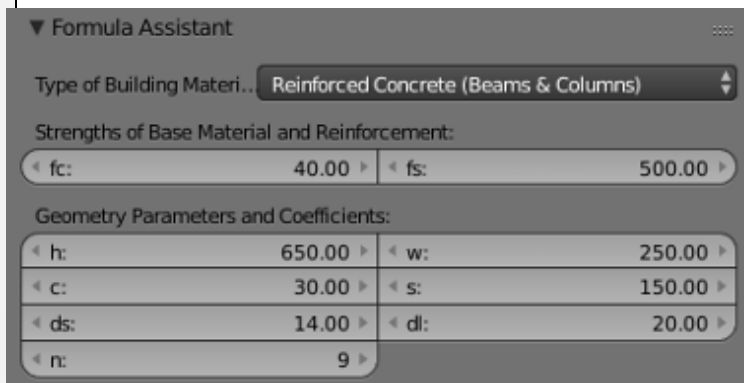 Formula Assistant
Type of Building Materi... Reinforced Concrete (Beams & Columns)
Strengths of Base Material and Reinforcement:
fc: 40.00 fs: 500.00
Geometry Parameters and Coefficients:
h: 650.00 w: 250.00
c: 30.00 s: 150.00
ds: 14.00 dl: 20.00
n: 9